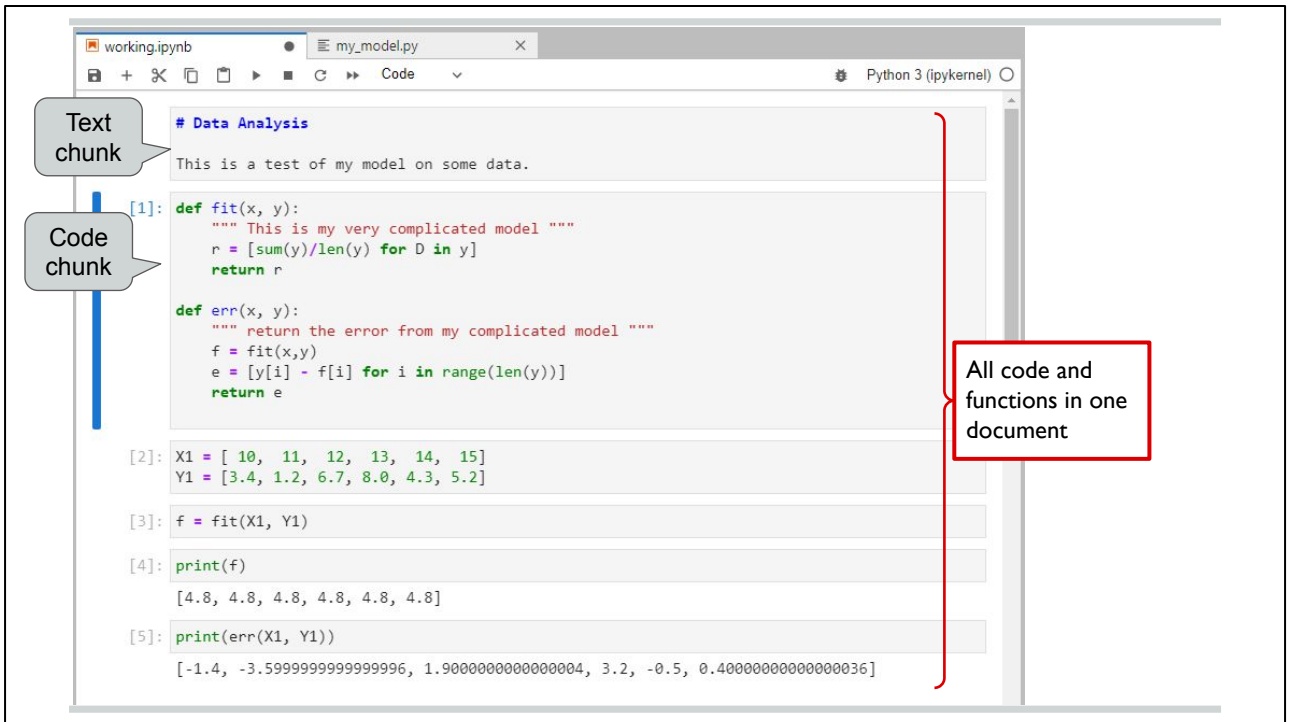 working.ipynb
my_model.py
Code
Python 3 (ipykernel)
Text
chunk
# Data Analysis
This is a test of my model on some data.
Code
chunk
[1]: def fit(x, y):
""" This is my very complicated model """
r = [sum(y)/len(y) for D in y]
return r
def err(x, y):
""" return the error from my complicated model """
f = fit(x,y)
e = [y[i] - f[i] for i in range(len(y))]
return e
All code and
functions in one
document
[2]: X1 = [ 10, 11, 12, 13, 14, 15]
Y1 = [3.4, 1.2, 6.7, 8.0, 4.3, 5.2]
[3]: f = fit(X1, Y1)
[4]: print(f)
[4.8, 4.8, 4.8, 4.8, 4.8, 4.8]
[5]: print(err(X1, Y1))
[-1.4, -3.5999999999999996, 1.9000000000000004, 3.2, -0.5, 0.40000000000000036]